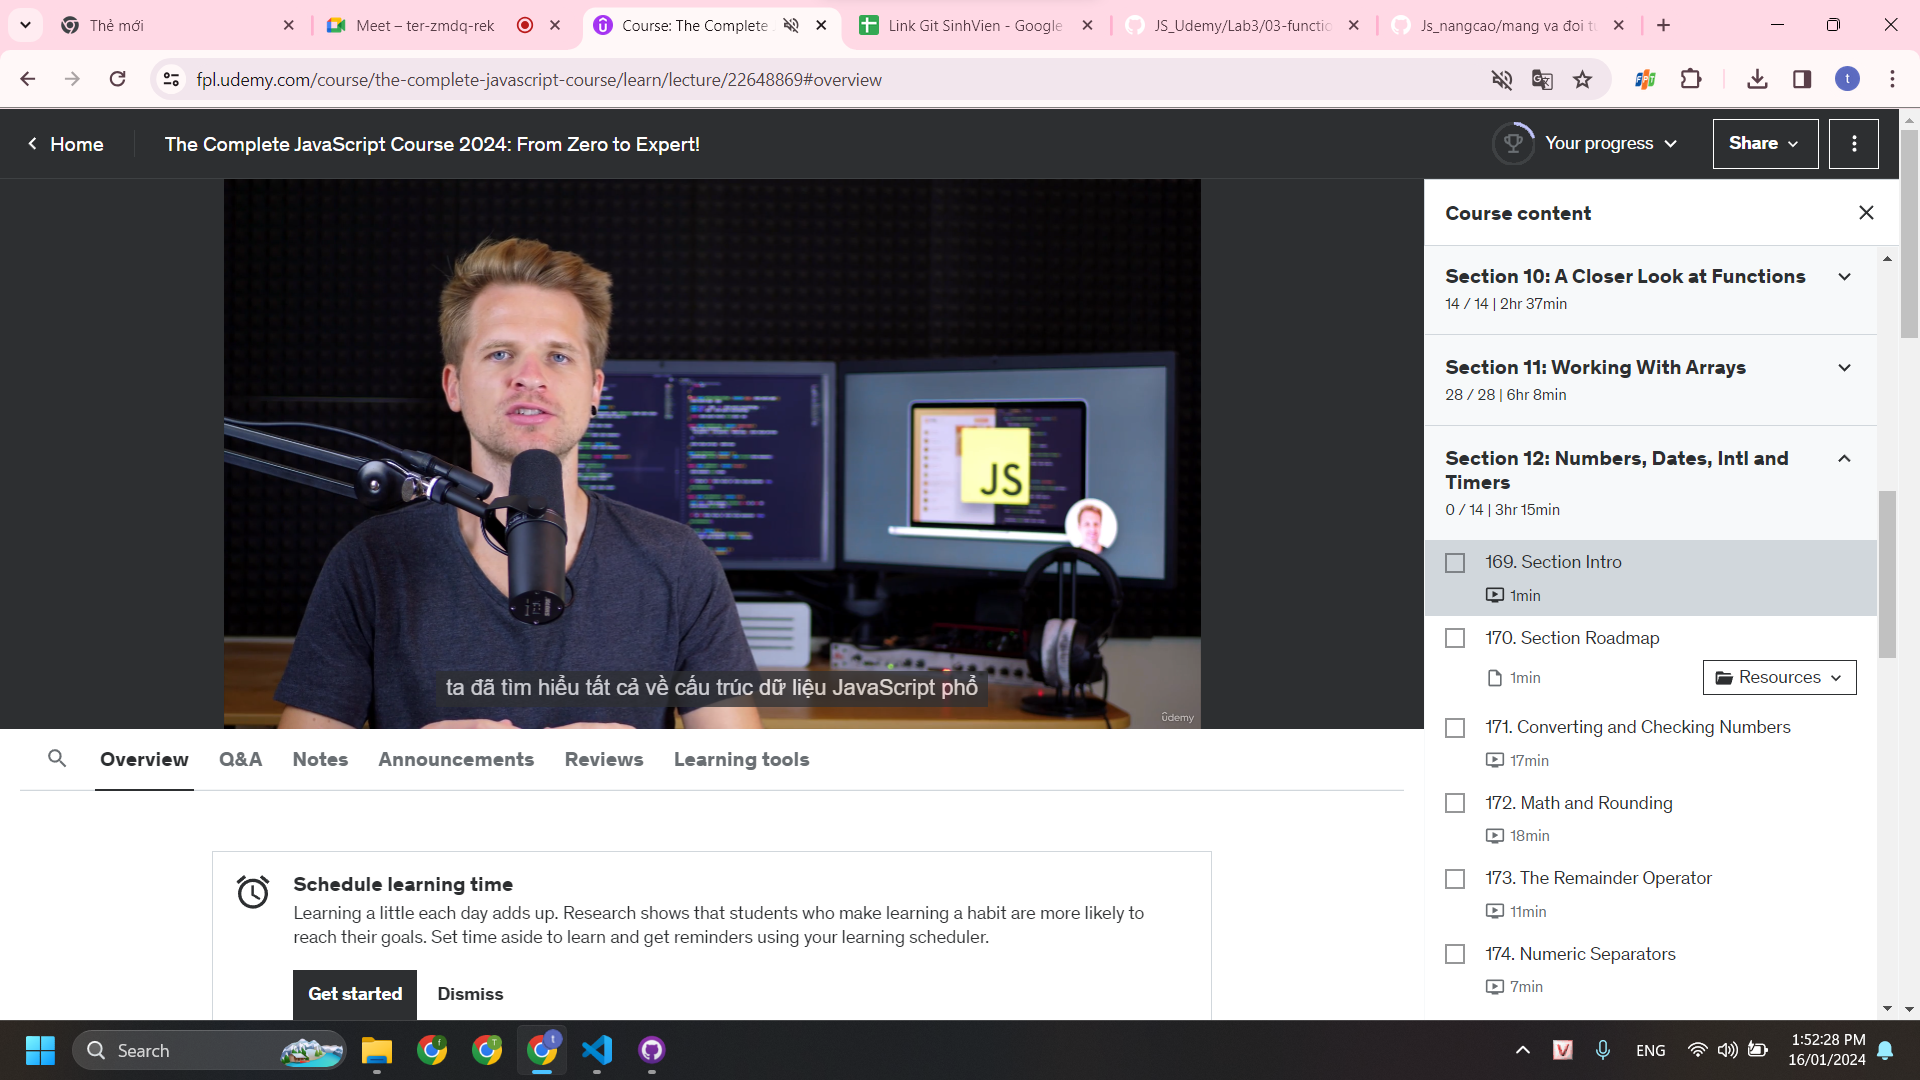 Thẻ mới
Meet – ter-zmdq-rek
Course: The Complete
Link Git SinhVien - Google
JS_Udemy/Lab3/03-functio
Js_nangcao/mang va đoi tu
fpl.udemy.com/course/the-complete-javascript-course/learn/lecture/22648869#overview
t
Home
The Complete JavaScript Course 2024: From Zero to Expert!
Your progress
Share
JS
ta đã tìm hiểu tất cả về cấu trúc dữ liệu JavaScript phổ
ûdemy
Course content
Section 10: A Closer Look at Functions
14 / 14 | 2hr 37min
Section 11: Working With Arrays
28 / 28 | 6hr 8min
Section 12: Numbers, Dates, Intl and
Timers
0 / 14 | 3hr 15min
169. Section Intro
1min
170. Section Roadmap
1min
Resources
171. Converting and Checking Numbers
17min
172. Math and Rounding
18min
173. The Remainder Operator
11min
174. Numeric Separators
7min
Overview
Q&A
Notes
Announcements
Reviews
Learning tools
Schedule learning time
Learning a little each day adds up. Research shows that students who make learning a habit are more likely to
reach their goals. Set time aside to learn and get reminders using your learning scheduler.
Get started
Dismiss
Search
ENG
1:52:28 PM
16/01/2024